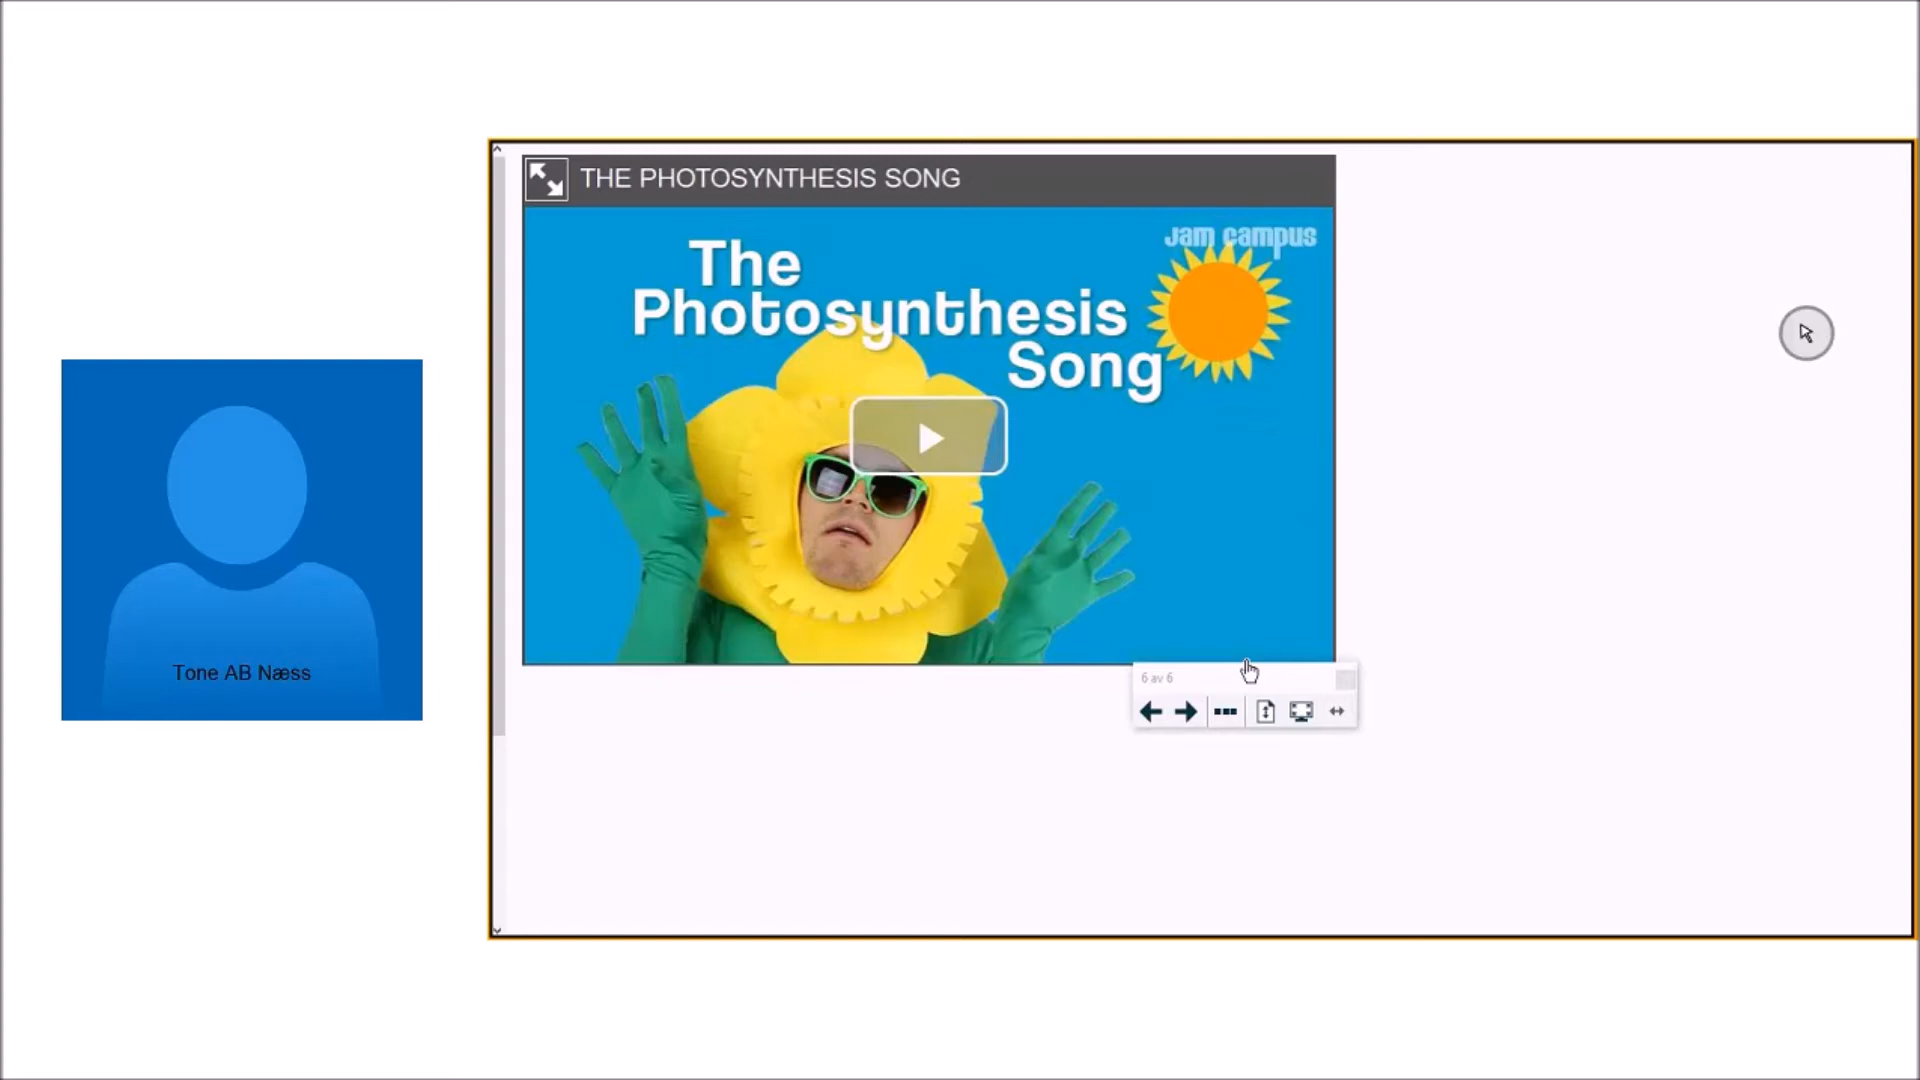 THE PHOTOSYNTHESIS SONG
jam campus
The
Photosynthesis
Song
Tone AB Næss
6 av 6